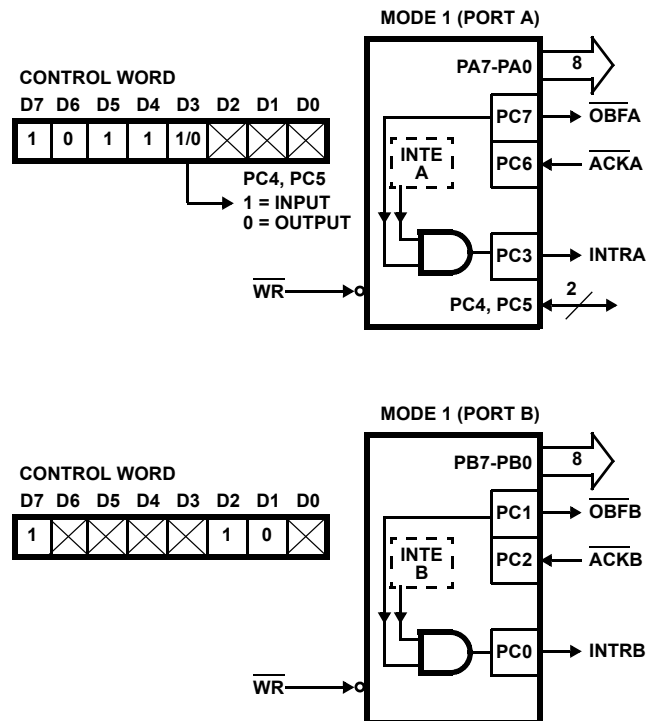 MODE 1 (PORT A)
CONTROL WORD
D7 D6 D5 D4 D3 D2 D1 D0
1 0 1 1 1/0
PC4, PC5
1 = INPUT
0 = OUTPUT
WR
PA7-PA0
8
PC7
OBFA
INTE
A
PC6
ACKA
PC3
INTRA
PC4, PC5
2
MODE 1 (PORT B)
CONTROL WORD
D7 D6 D5 D4 D3 D2 D1 D0
1 1 0
WR
PB7-PB0
8
PC1
OBFB
INTE
B
PC2
ACKB
PC0
INTRB